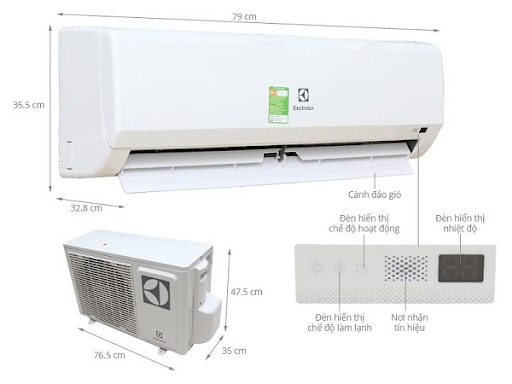 79 cm
35.5 cm
32.8 cm
Electrolux
Cánh đảo gió
Đèn hiển thị
chế độ hoạt động
Đèn hiển thị
nhiệt độ
Đèn hiển thị
chế độ làm lạnh
Nơi nhận
tín hiệu
47.5 cm
35 cm
76.5 cm
Electrolux